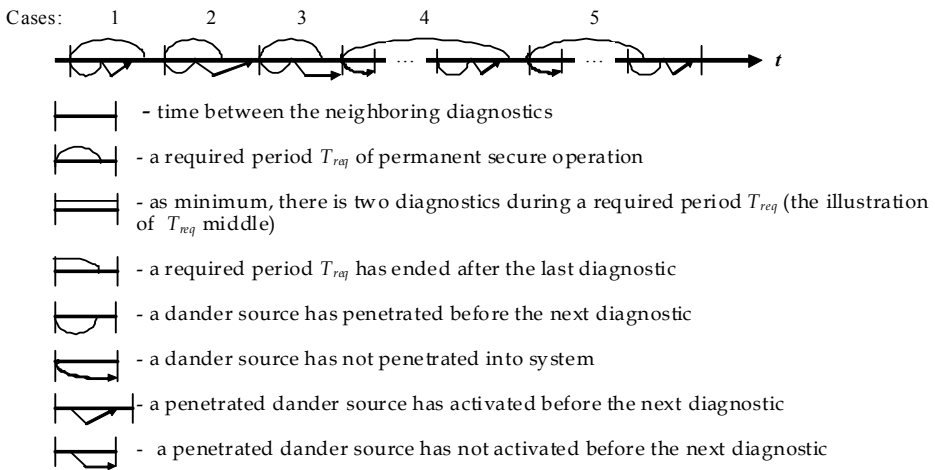 Cases: 1 2 3 4 5
... ... t
- time between the neighboring diagnostics
- a required period Treq of permanent secure operation
- as minimum, there is two diagnostics during a required period Treq (the illustration
of Treq middle)
- a required period Treq has ended after the last diagnostic
- a dander source has penetrated before the next diagnostic
- a dander source has not penetrated into system
- a penetrated dander source has activated before the next diagnostic
- a penetrated dander source has not activated before the next diagnostic